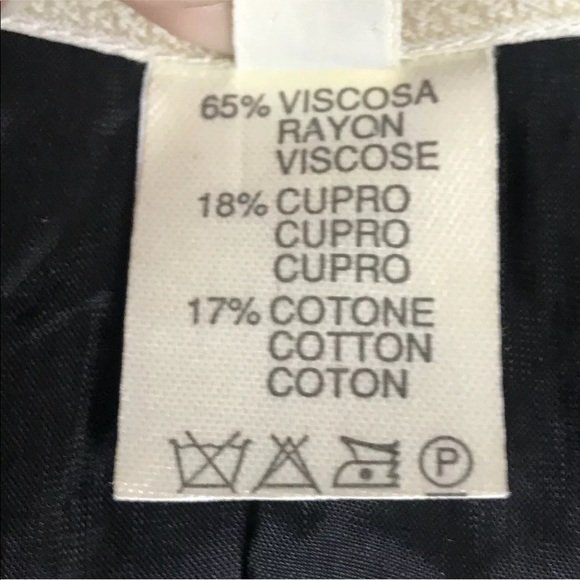 65% VISCOSA
RAYON
VISCOSE
18% CUPRO
CUPRO
CUPRO
17% COTONE
COTTON
COTON
P